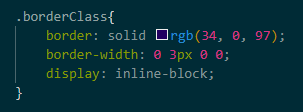 .borderClass{
border: solid rgb(34, 0, 97);
border-width: 0 3px 0 0;
display: inline-block;
}